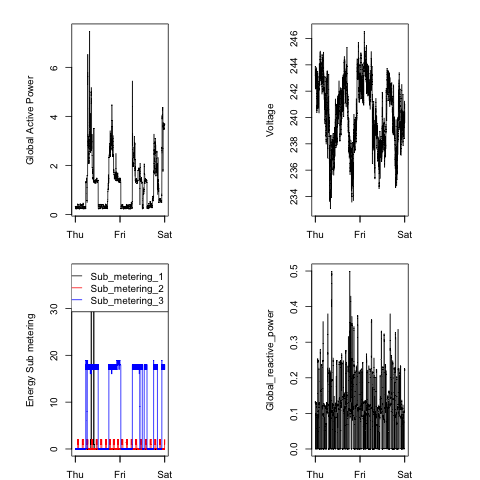 Global Active Power
0 2 4 6
Thu Fri Sat
Voltage
234 236 238 240 242 244 246
Thu Fri Sat
Energy Sub metering
0 10 20 30
Sub_metering_1
Sub_metering_2
Sub_metering_3
Thu Fri Sat
Global_reactive_power
0.0 0.1 0.2 0.3 0.4 0.5
Thu Fri Sat